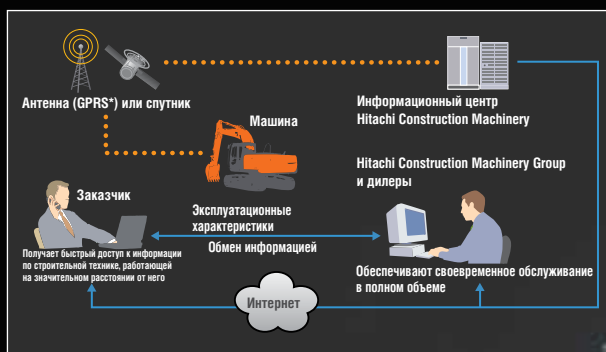 Антенна (GPRS*) или спутник
Информационный центр
Hitachi Construction Machinery
Машина
Hitachi Construction Machinery Group
и дилеры
Заказчик
Эксплуатационные
характеристики
Обмен информацией
Получает быстрый доступ к информации
по строительной технике, работающей
на значительном расстоянии от него
Обеспечивают своевременное обслуживание
в полном объеме
Интернет